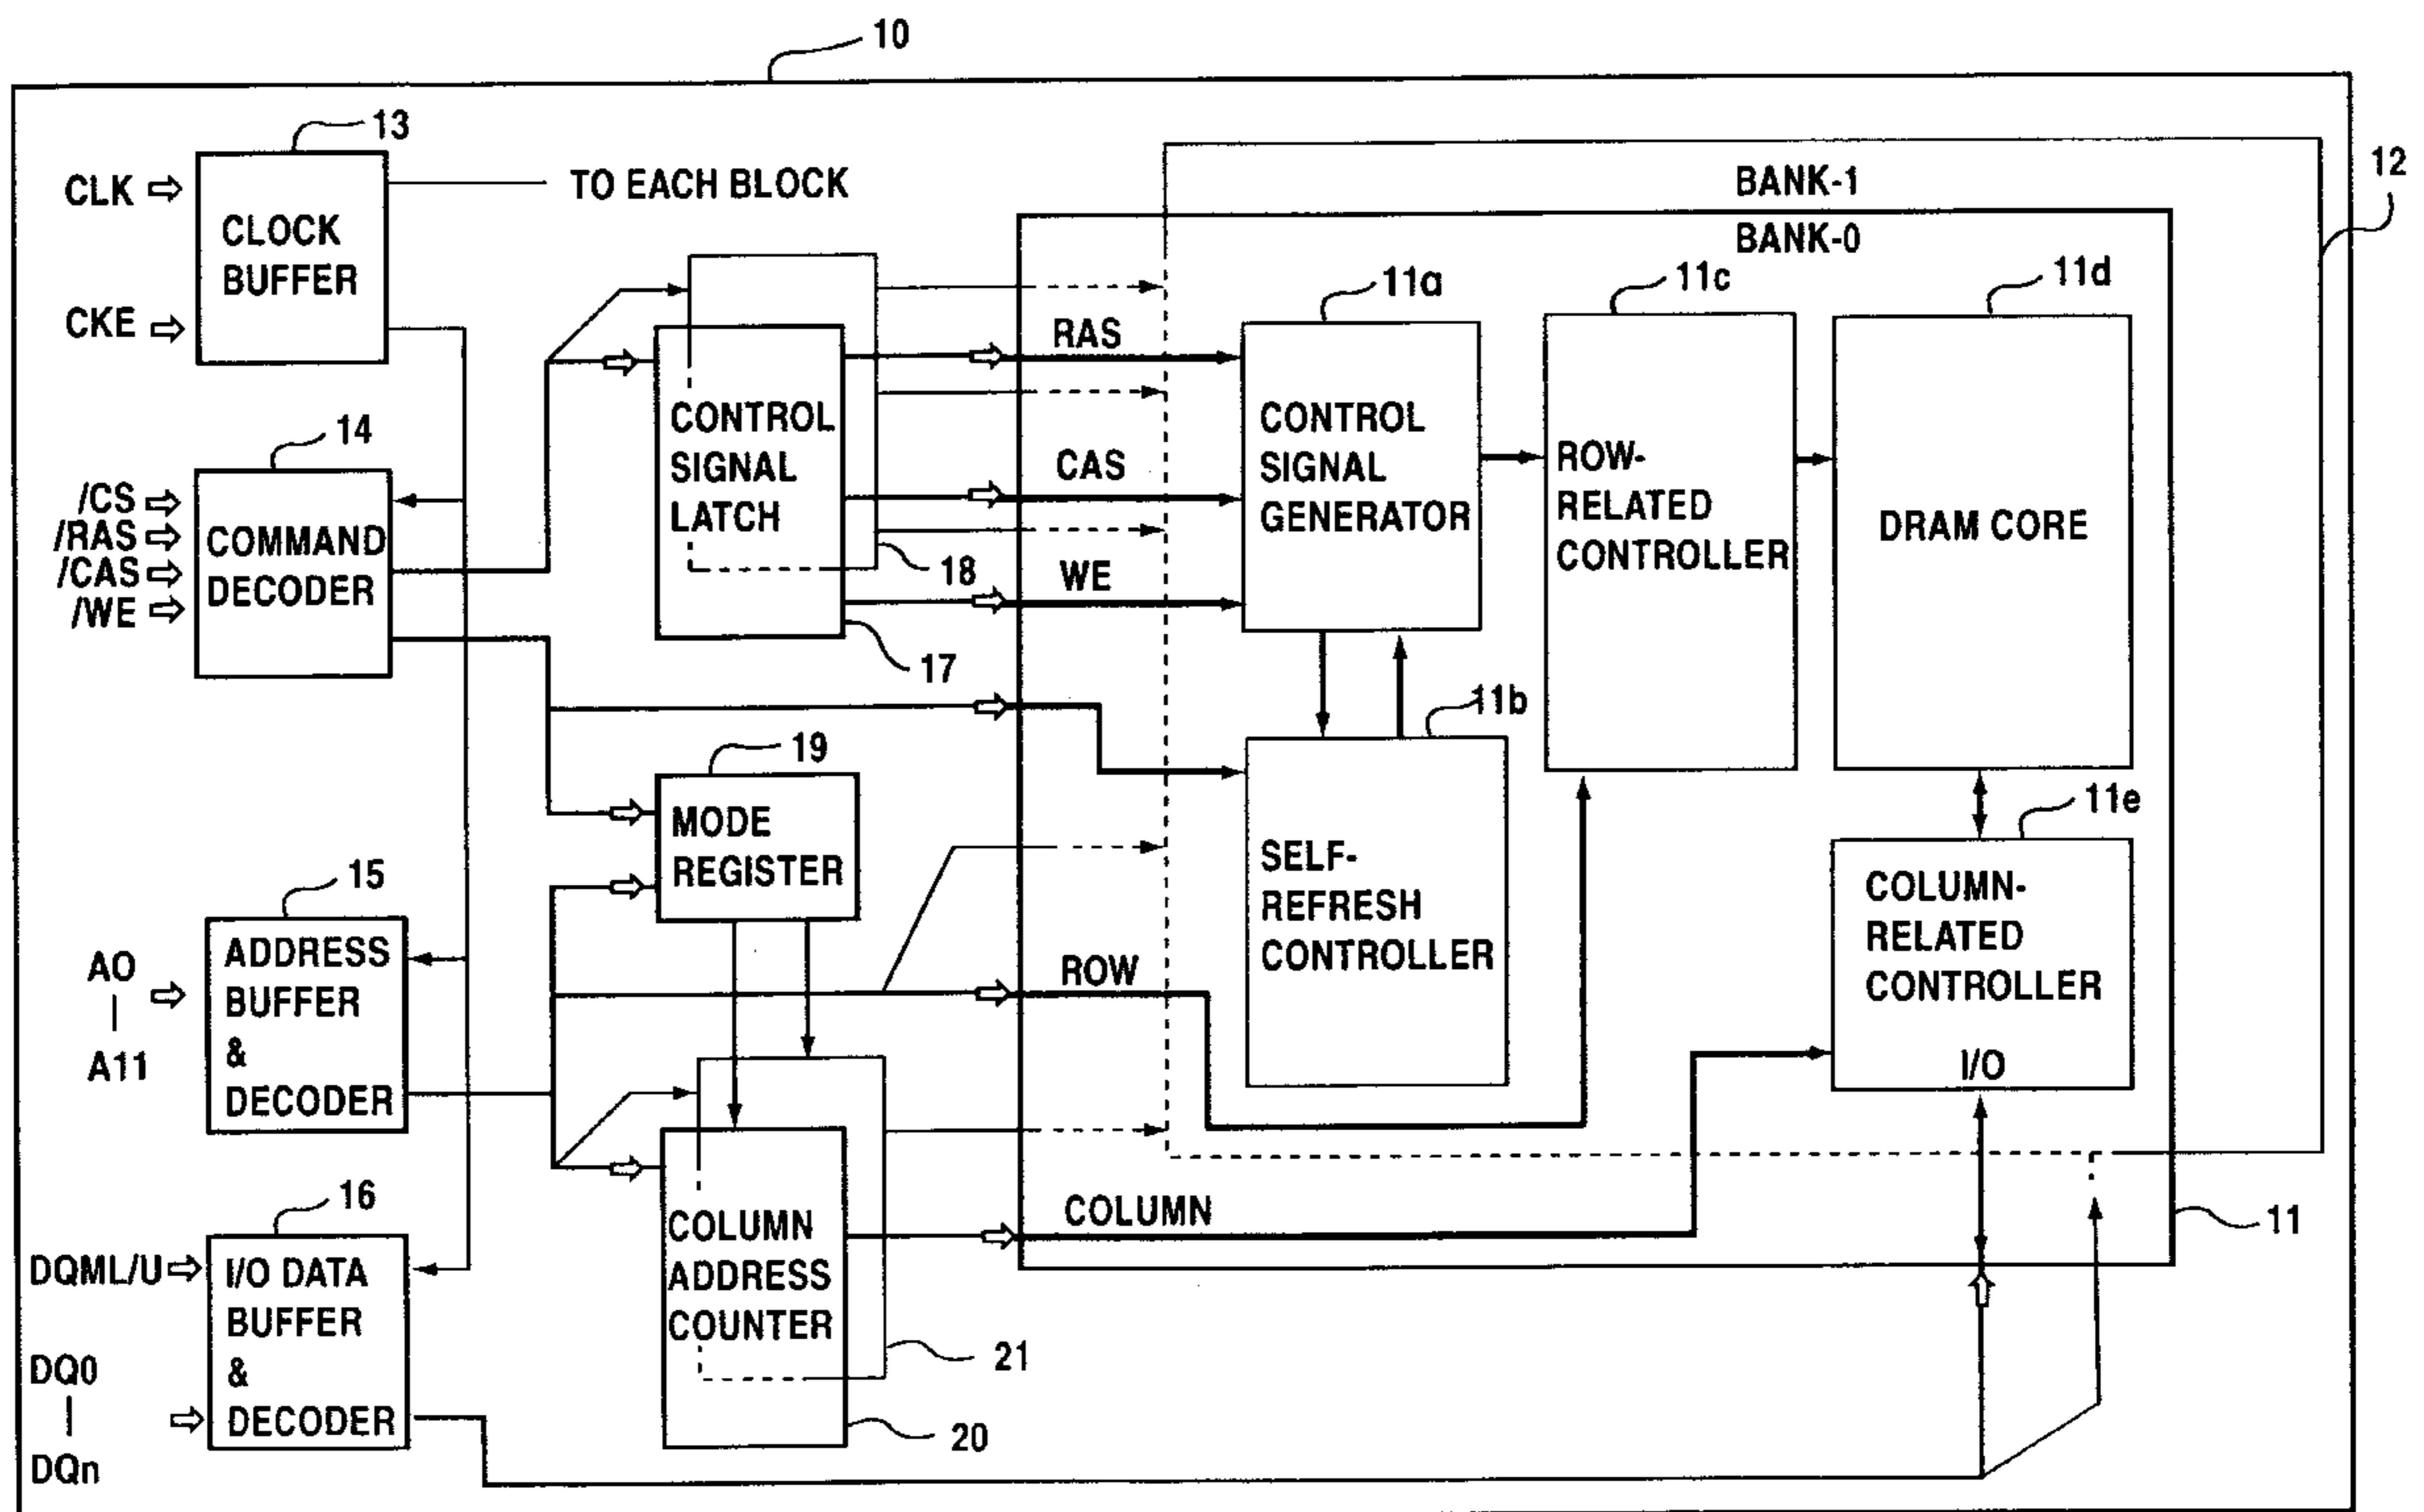 10
13
CLK
TO EACH BLOCK
CLOCK
BUFFER
CKE
12
BANK-1
BANK-0
11a
11c
11d
RAS
CAS
WE
CONTROL
SIGNAL
LATCH
18
17
CONTROL
SIGNAL
GENERATOR
ROW-
RELATED
CONTROLLER
DRAM CORE
14
/CS
/RAS
/CAS
/WE
COMMAND
DECODER
11b
19
MODE
REGISTER
SELF-
REFRESH
CONTROLLER
11e
COLUMN-
RELATED
CONTROLLER
I/O
15
AO
A11
ADDRESS
BUFFER
&
DECODER
ROW
COLUMN
11
16
DQML/U
DQ0
DQn
I/O DATA
BUFFER
&
DECODER
COLUMN
ADDRESS
COUNTER
21
20